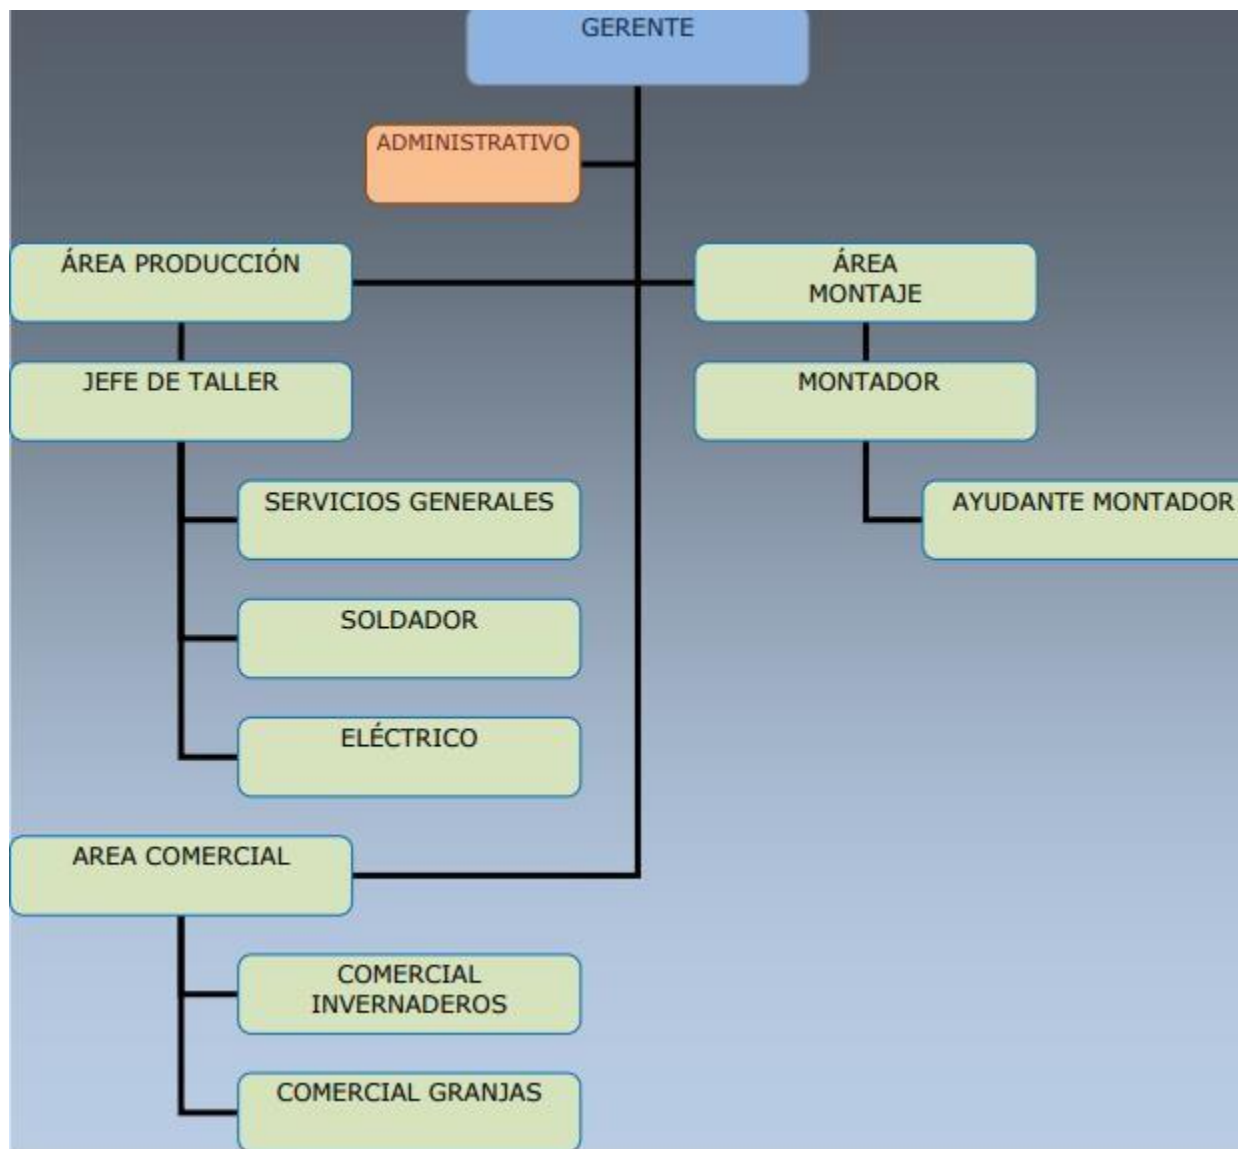 GERENTE
ADMINISTRATIVO
ÁREA PRODUCCIÓN
ÁREA
MONTAJE
JEFE DE TALLER
MONTADOR
SERVICIOS GENERALES
AYUDANTE MONTADOR
SOLDADOR
ELÉCTRICO
AREA COMERCIAL
COMERCIAL
INVERNADEROS
COMERCIAL GRANJAS